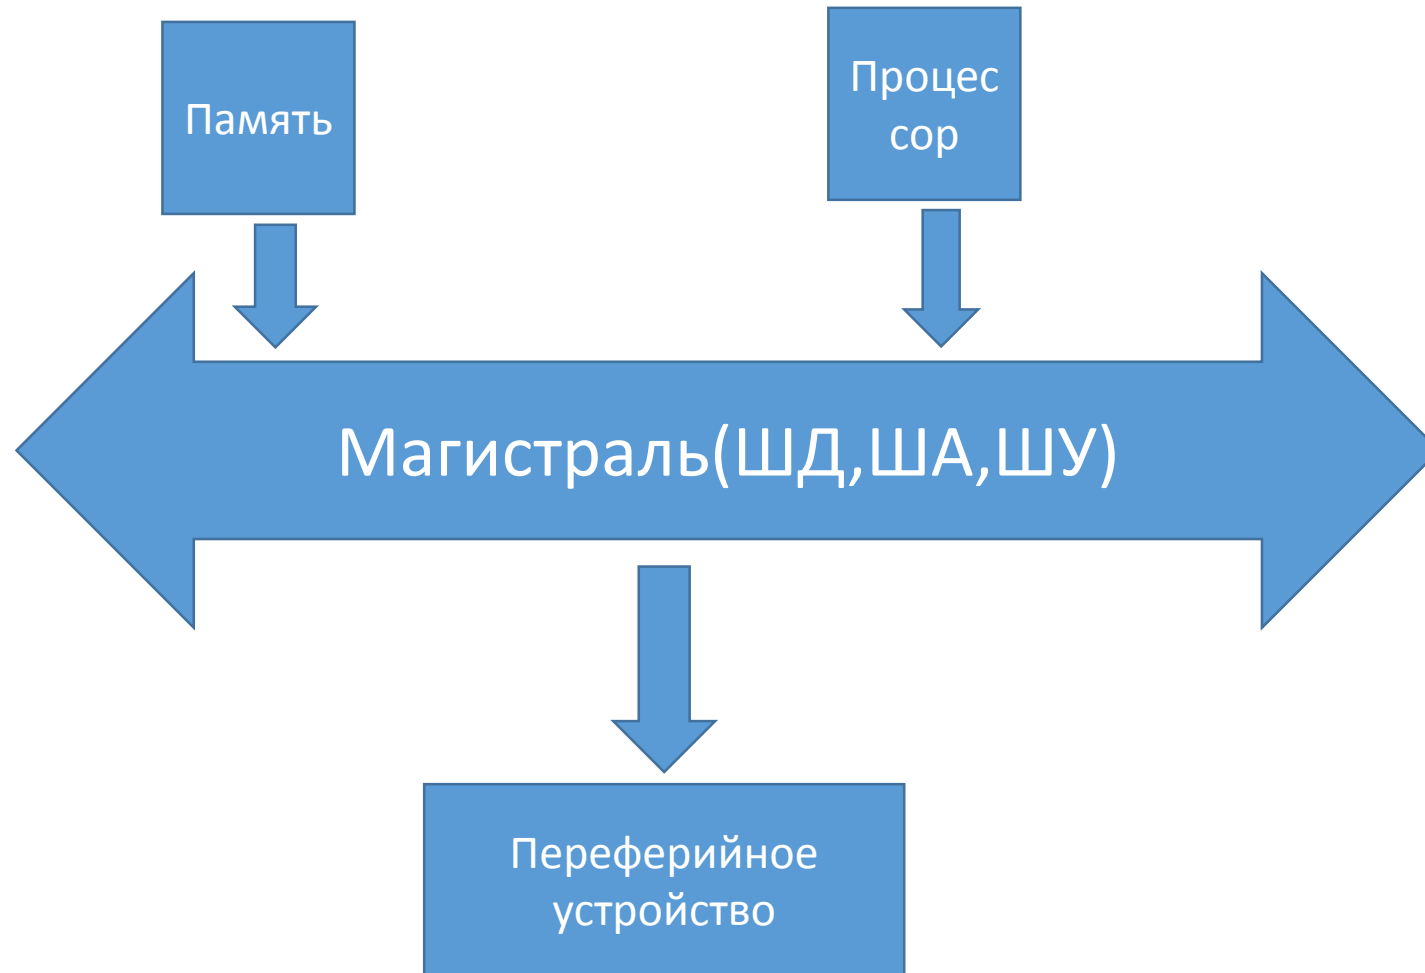 Память
Процес
сор
Магистраль(ШД,ША,ШУ)
Переферийное
устройство